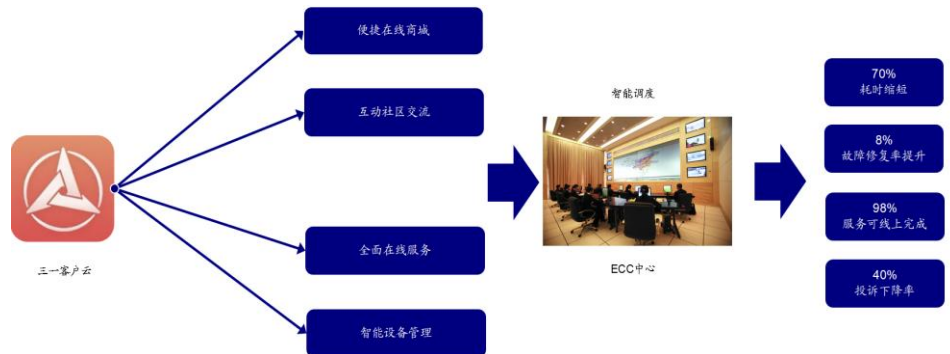 便捷在线商城
互动社区交流
全面在线服务
智能设备管理
三一客户云
智能调度
ECC中心
70%
耗时缩短
8%
故障修复率提升
98%
服务可线上完成
40%
投诉下降率